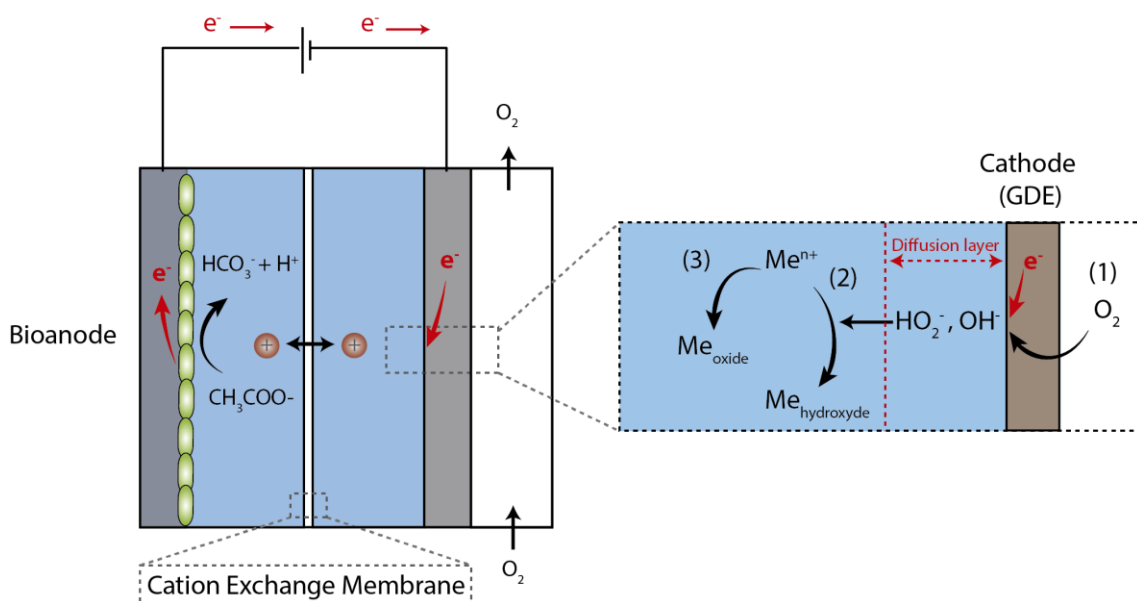 e- e-
O2
Bioanode
e-
HCO3- + H+
e-
+ +
CH3COO-
O2
Cation Exchange Membrane
Cathode
(GDE)
Diffusion layer
(3) Men+ (2)
e-
(1)
O2
HO2-, OH-
Meoxide
Mehydroxyde